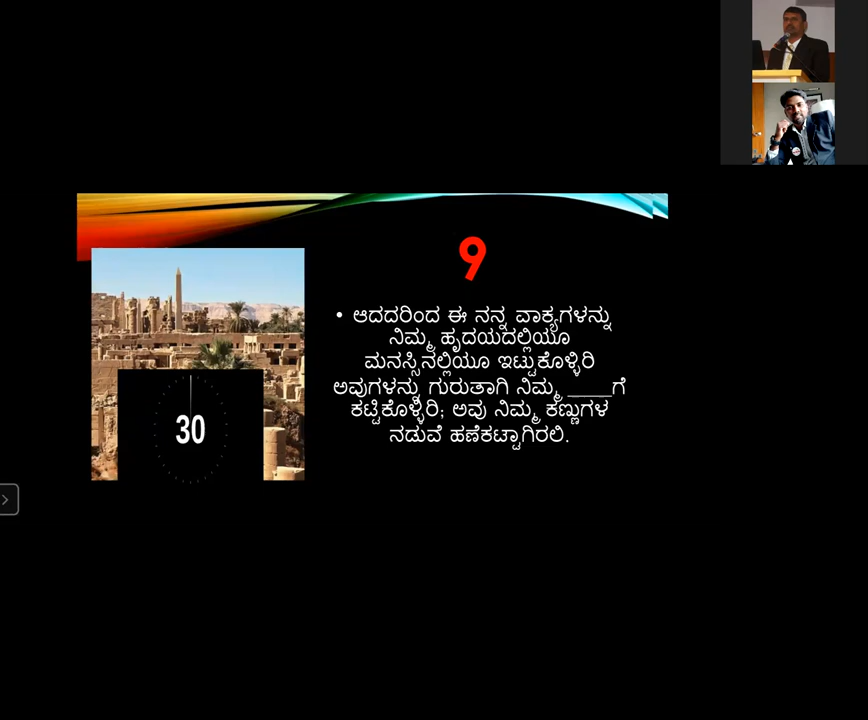 9
• ಆದದರಿಂದ ಈ ನನ್ನ ವಾಕ್ಯಗಳನ್ನು
ನಿಮ್ಮ ಹೃದಯದಲ್ಲಿಯೂ
ಮನಸ್ಸಿನಲ್ಲಿಯೂ ಇಟ್ಟುಕೊಳ್ಳಿರಿ
ಅವುಗಳನ್ನು ಗುರುತಾಗಿ ನಿಮ್ಮ ____ಗೆ
ಕಟ್ಟಿಕೊಳ್ಳಿರಿ; ಅವು ನಿಮ್ಮ ಕಣ್ಣುಗಳ
ನಡುವೆ ಹಣೆಕಟ್ಟಾಗಿರಲಿ.
30